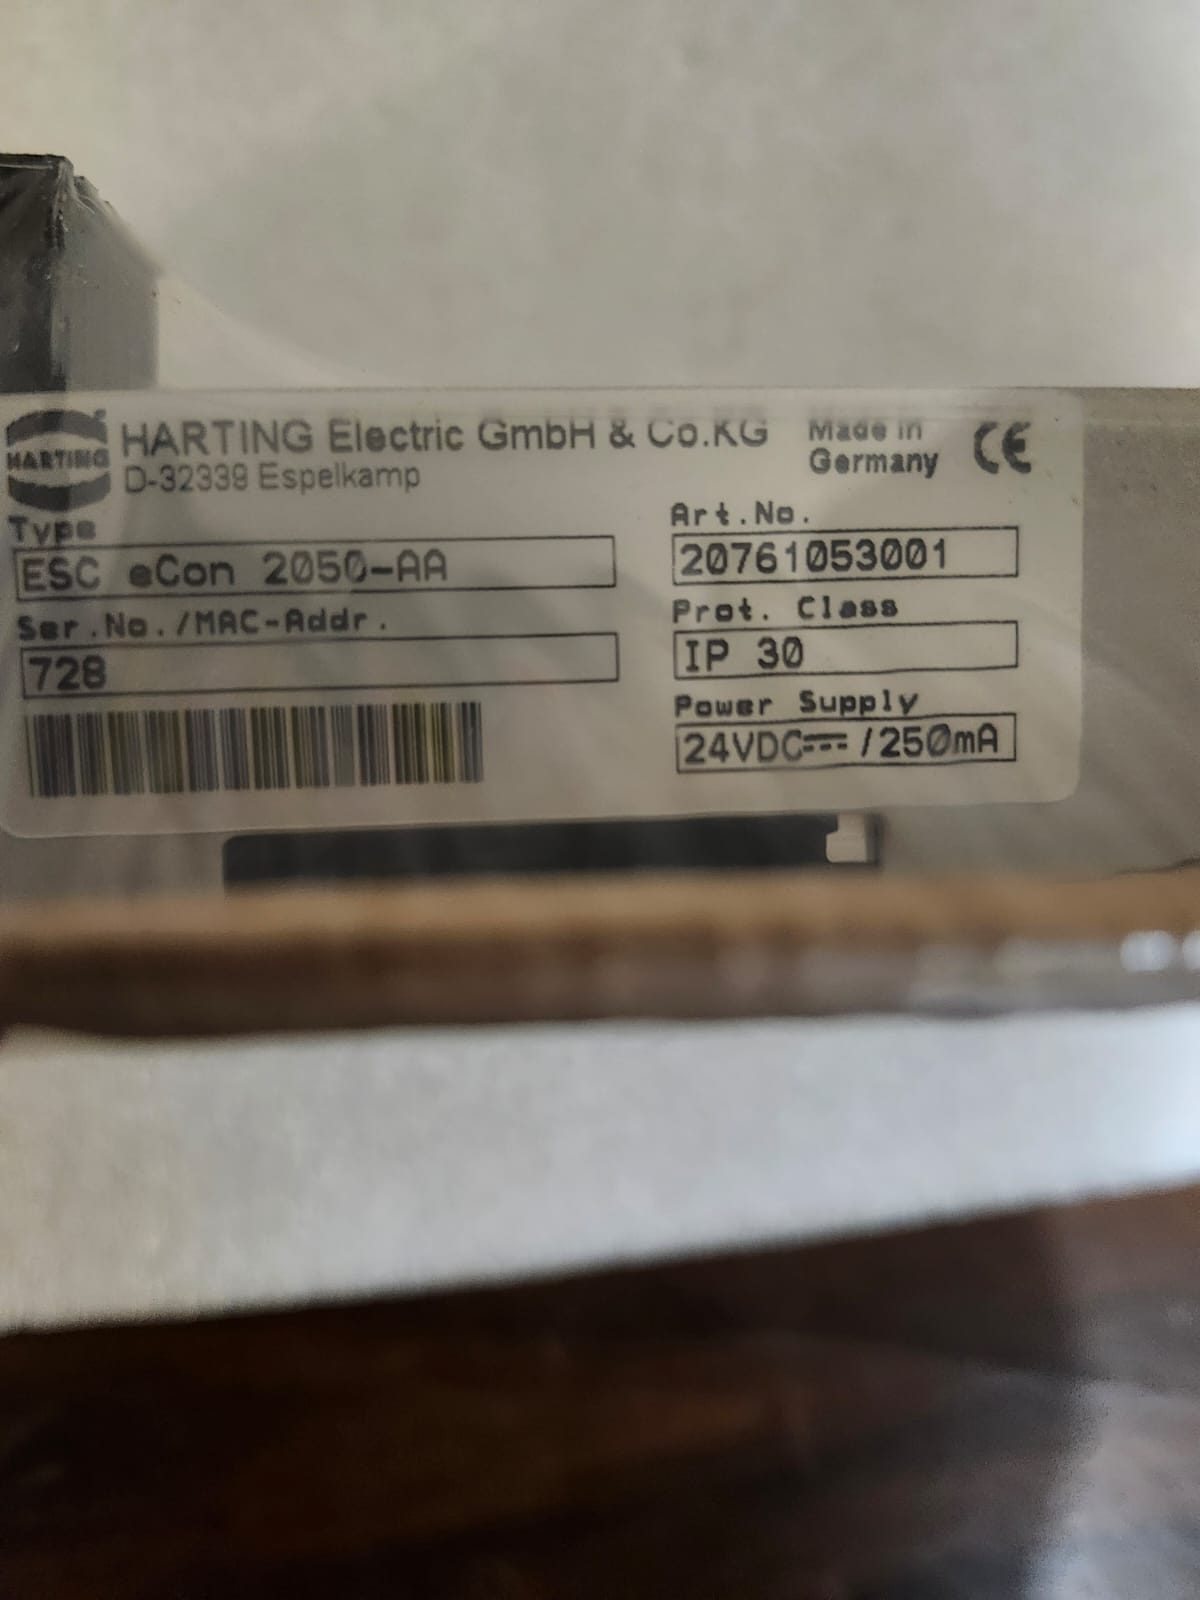 HARTING
HARTING Electric GmbH & Co.KG
D-32339 Espelkamp
Made in
Germany
CE
Type
ESC eCon 2050-AA
Art.No.
20761053001
Ser.No./MAC-Addr.
728
Prot. Class
IP 30
Power Supply
24VDC⎓/250mA